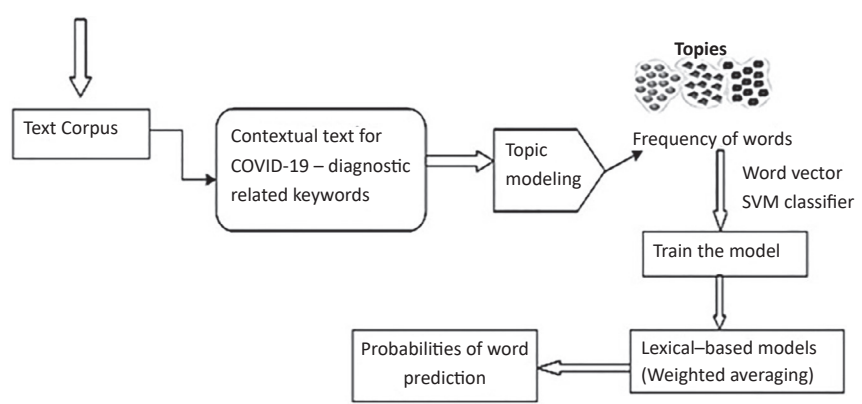 Topies
Text Corpus
Contextual text for
COVID-19 – diagnostic
related keywords
Topic
modeling
Frequency of words
Word vector
SVM classifier
Train the model
Lexical–based models
(Weighted averaging)
Probabilities of word
prediction